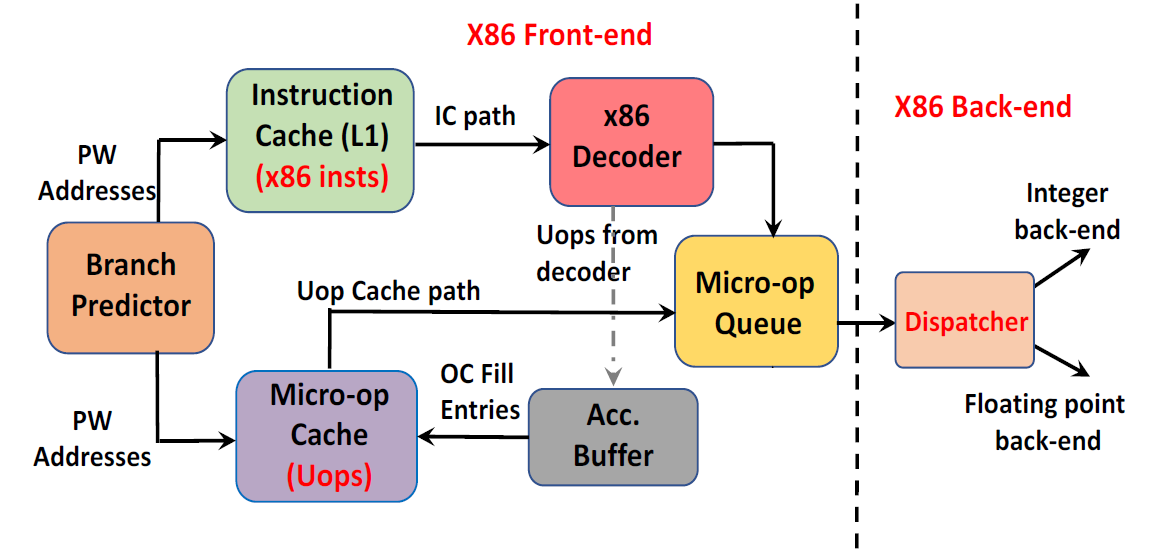 X86 Front-end
Instruction
Cache (L1)
(x86 insts)
IC path
x86
Decoder
X86 Back-end
PW
Addresses
Branch
Predictor
Uops from
decoder
Uop Cache path
Micro-op
Queue
Integer
back-end
Dispatcher
Floating point
back-end
PW
Addresses
Micro-op
Cache
(Uops)
OC Fill
Entries
Acc.
Buffer